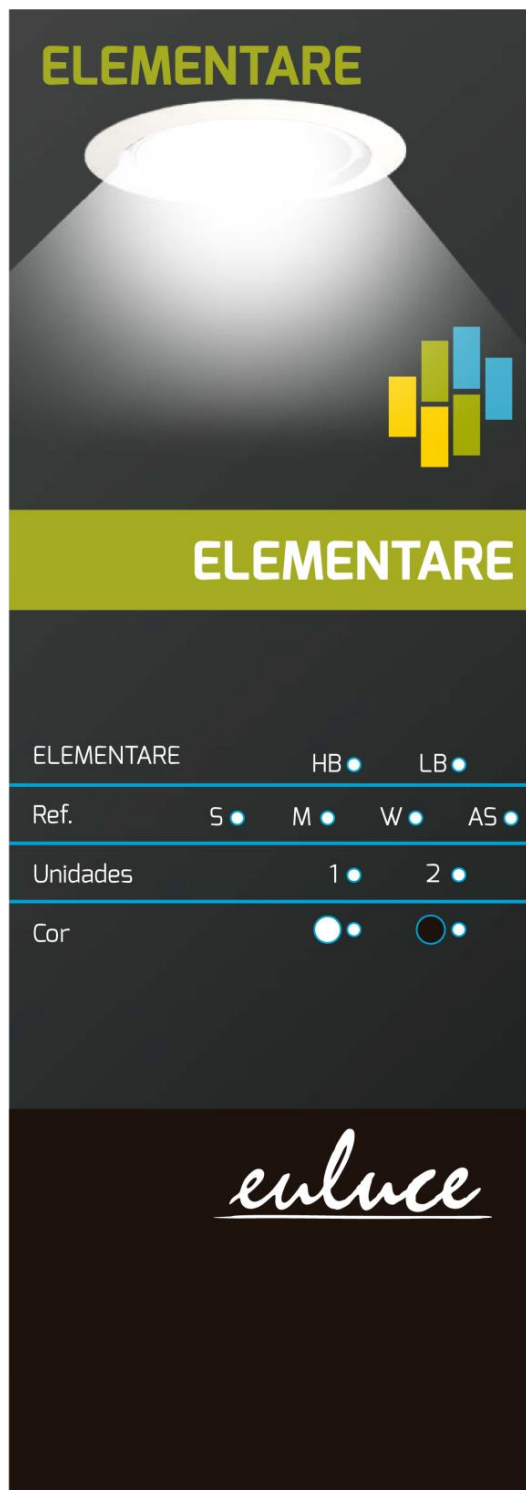 ELEMENTARE
ELEMENTARE
ELEMENTARE HB LB
Ref. S M W AS
Unidades 1 2
Cor
euluce